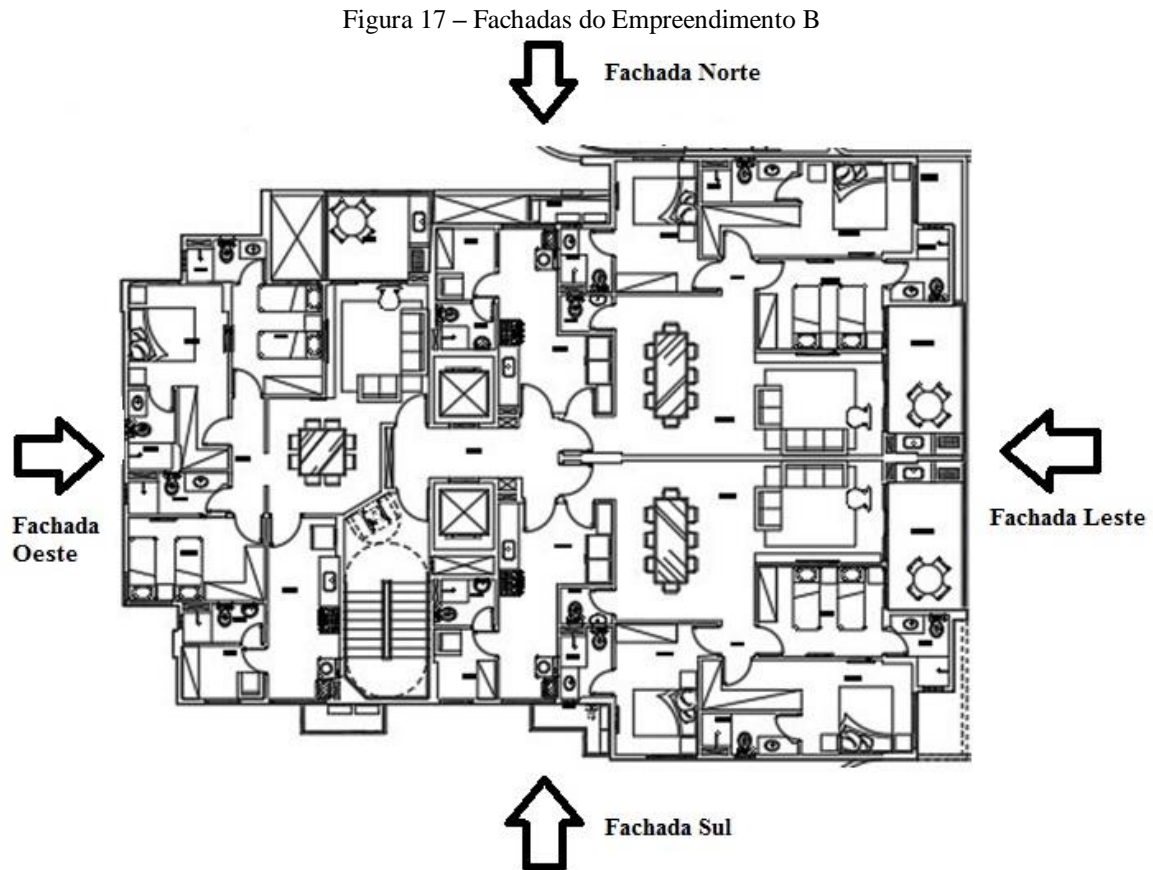 Figura 17 – Fachadas do Empreendimento B
Fachada Norte
Fachada
Oeste
Fachada Leste
Fachada Sul